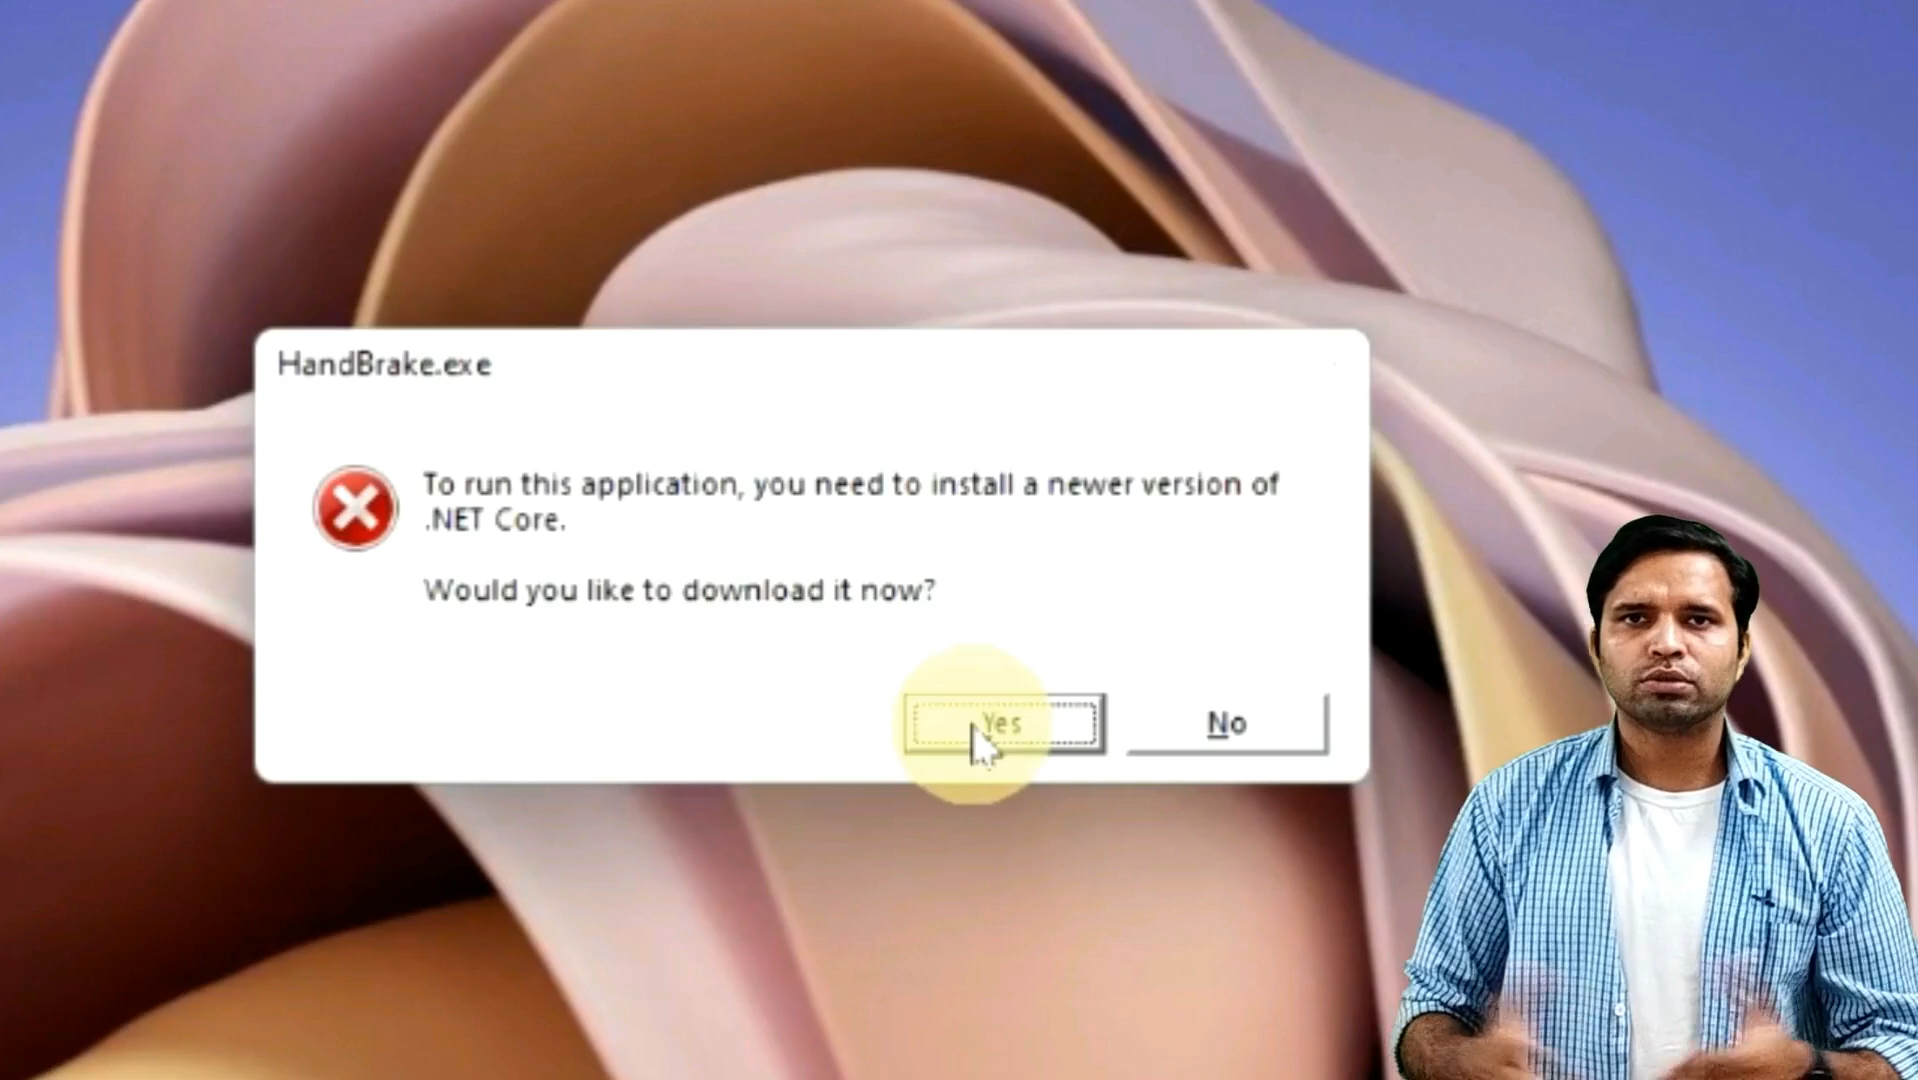 HandBrake.exe
To run this application, you need to install a newer version of
.NET Core.
Would you like to download it now?
Yes
No